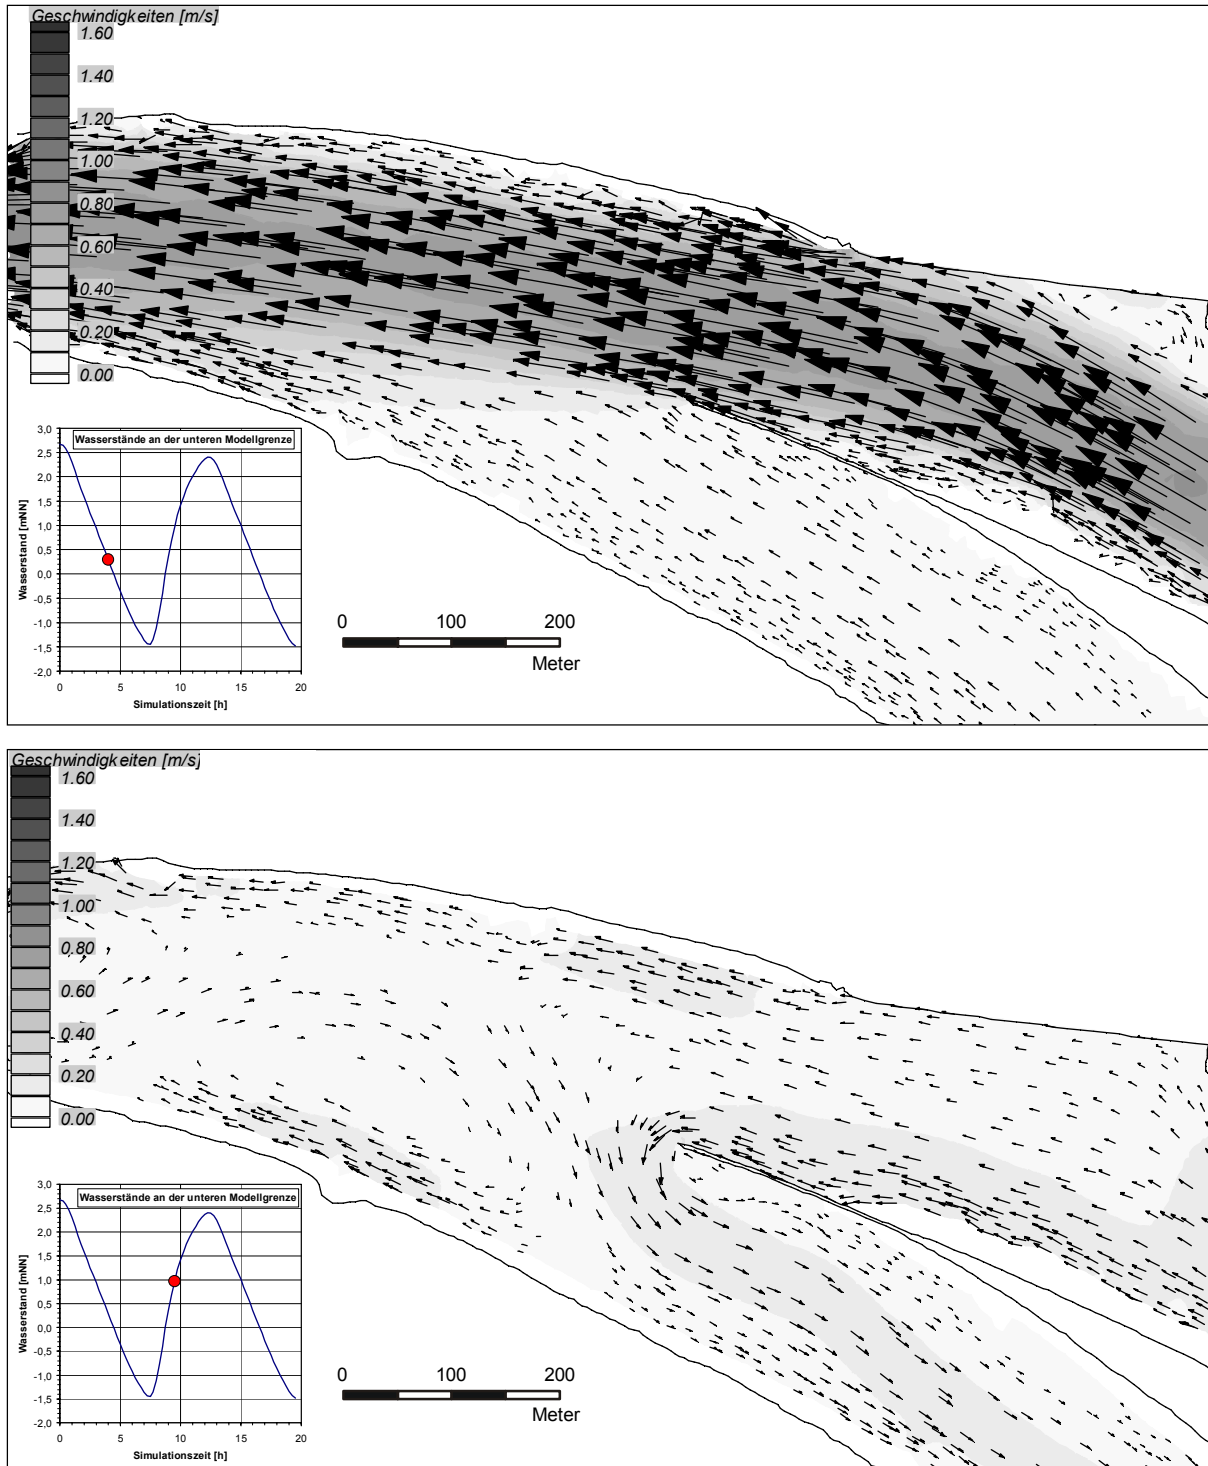 Geschwindigkeiten [m/s]
1.60
1.40
1.20
1.00
0.80
0.60
0.40
0.20
0.00
Wasserstände an der unteren Modellgrenze
Wasserstand [mNN]
3,0
2,5
2,0
1,5
1,0
0,5
0,0
-0,5
-1,0
-1,5
-2,0
0 5 10 15 20
Simulationszeit [h]
0 100 200
Meter
Geschwindigkeiten [m/s]
1.60
1.40
1.20
1.00
0.80
0.60
0.40
0.20
0.00
Wasserstände an der unteren Modellgrenze
Wasserstand [mNN]
3,0
2,5
2,0
1,5
1,0
0,5
0,0
-0,5
-1,0
-1,5
-2,0
0 5 10 15 20
Simulationszeit [h]
0 100 200
Meter